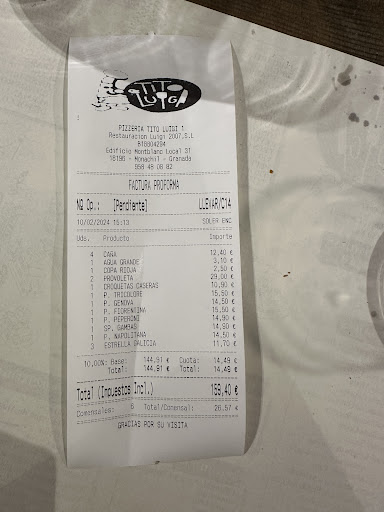 TITO
LUIGI
PIZZERIA TITO LUIGI 1
Restauracion Luigi 2007,S.L
B18604294
Edificio Montblanc Local 31
18196 - Monachil - Granada
958 48 08 82
FACTURA PROFORMA
Nº Op.: [Pendiente] LLEVAR/C14
10/02/2024 15:13 SOLER ENC
Uds. Producto Importe
4 CAÑA 12,40 €
1 AGUA GRANDE 3,10 €
1 COPA RIOJA 2,50 €
2 PROVOLETA 29,00 €
1 CROQUETAS CASERAS 10,90 €
1 P. TRICOLORE 15,50 €
1 P. GENOVA 14,50 €
1 P. FIORENTINA 15,50 €
1 P. PEPERONI 14,90 €
1 SP. GAMBAS 14,90 €
1 P. NAPOLITANA 14,50 €
3 ESTRELLA GALICIA 11,70 €
10,00% Base: 144,91 € Cuota: 14,49 €
Total: 144,91 € Total: 14,49 €
Total (Impuestos Incl.) 159,40 €
Comensales: 6 Total/Comensal: 26,57 €
GRACIAS POR SU VISITA